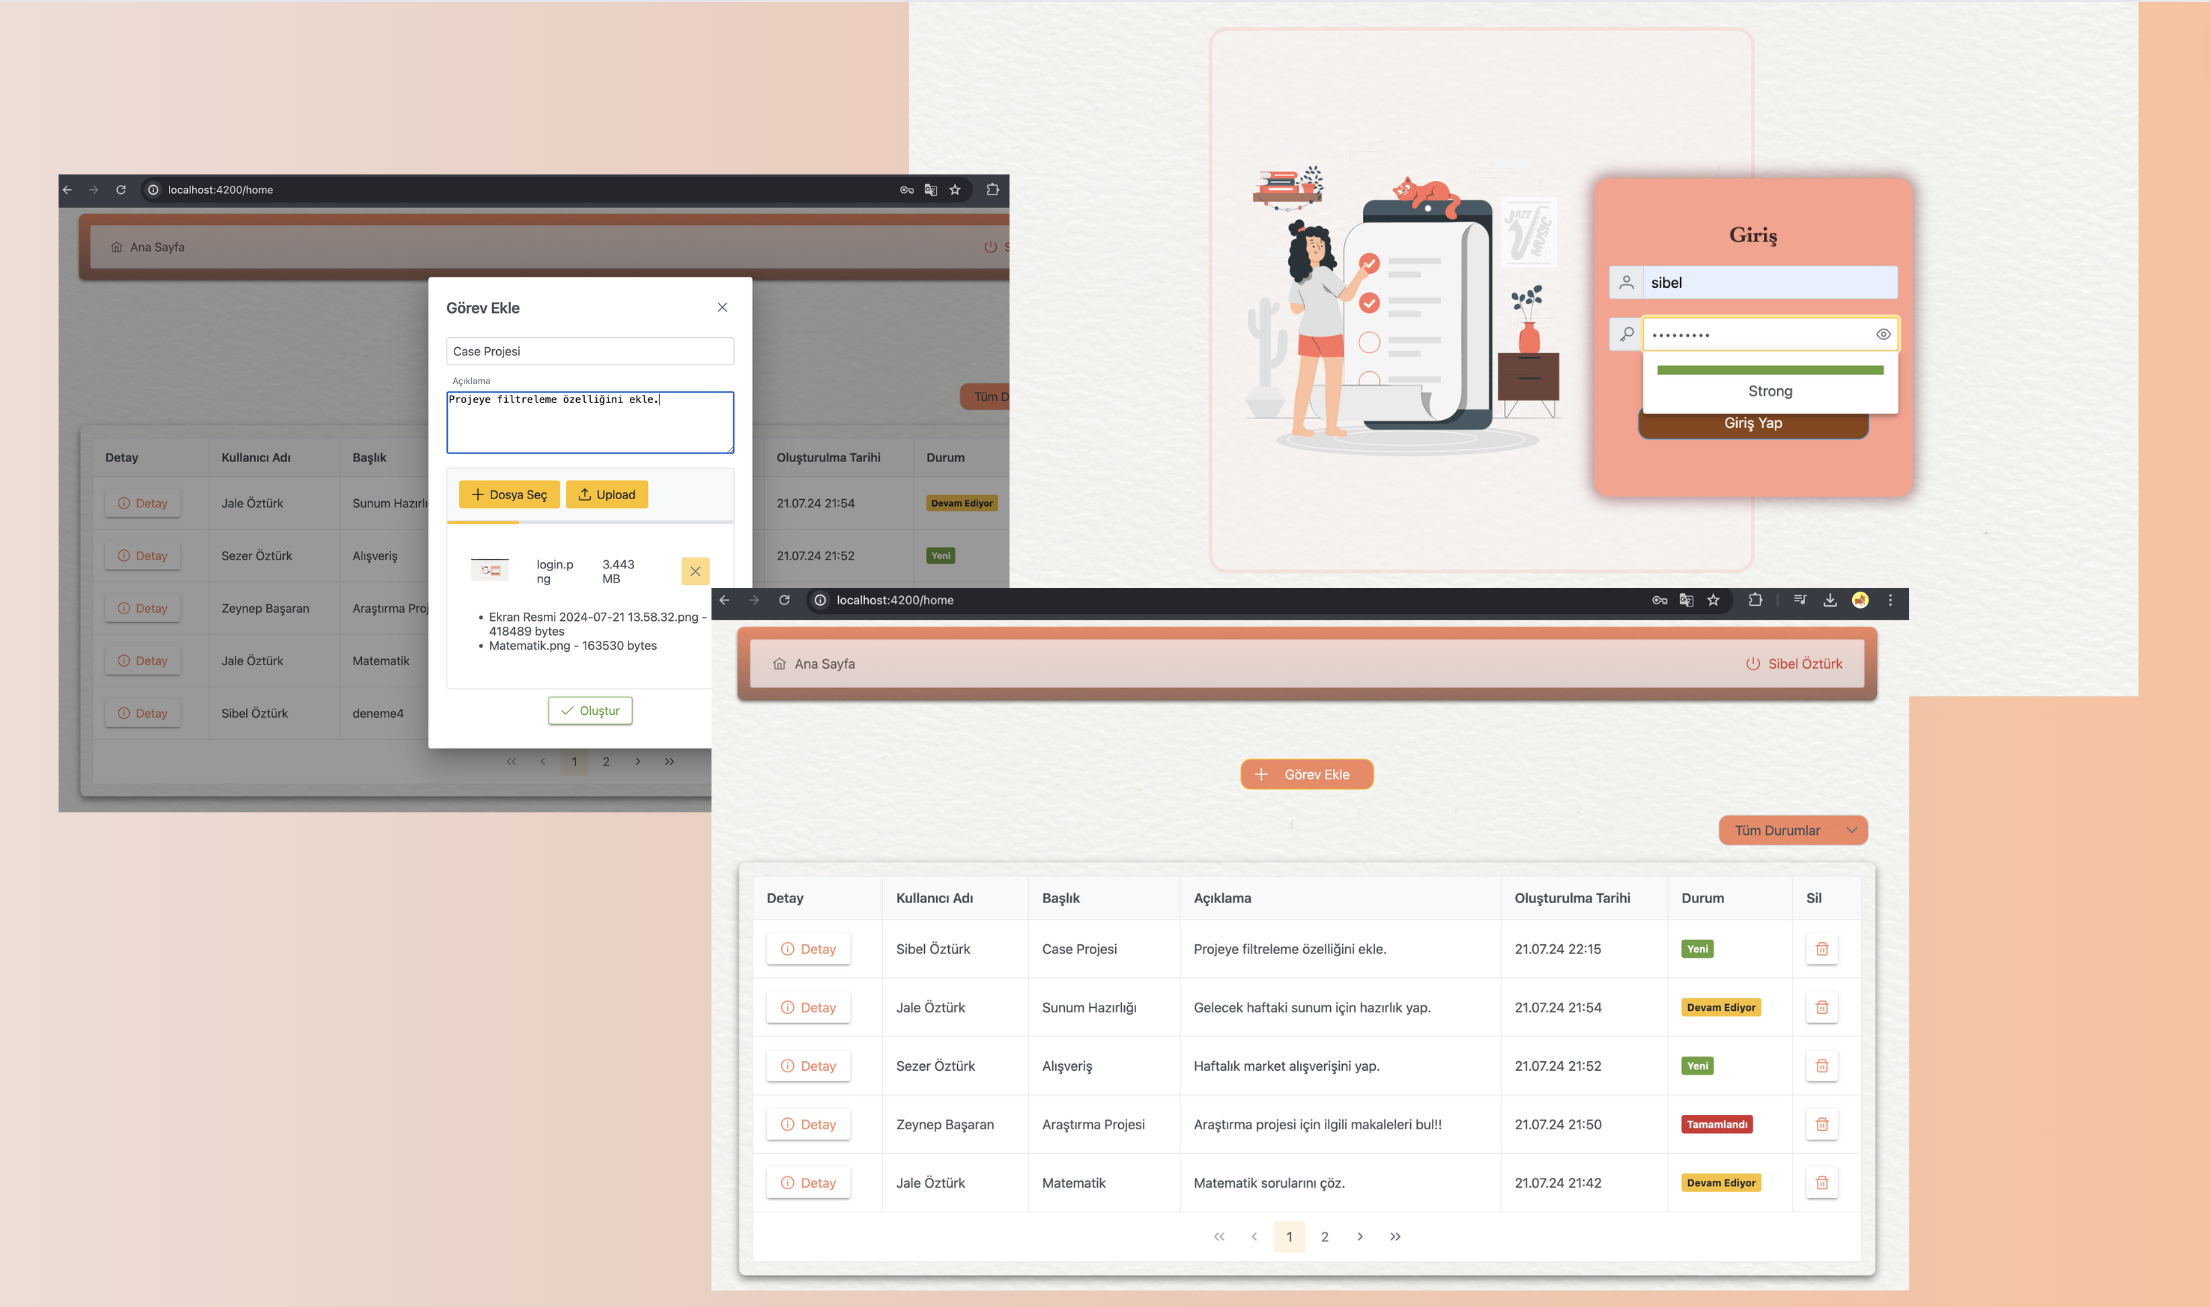 localhost:4200/home
Ana Sayfa
Görev Ekle
Case Projesi
Açıklama
Projeye filtreleme özelliğini ekle.
Dosya Seç
Upload
login.p
ng
3.443
MB
Ekran Resmi 2024-07-21 13.58.32.png -
418489 bytes
Matematik.png - 163530 bytes
Oluştur
Detay Kullanıcı Adı Başlık Oluşturulma Tarihi Durum
Detay Jale Öztürk 21.07.24 21:54 Devam Ediyor
Detay Sezer Öztürk Alışveriş 21.07.24 21:52 Yeni
Detay Zeynep Başaran
Detay Jale Öztürk Matematik
Detay Sibel Öztürk deneme4
1 2
JAZZ
MUSIC
Giriş
sibel
Strong
Giriş Yap
localhost:4200/home
Ana Sayfa
Sibel Öztürk
Görev Ekle
Tüm Durumlar
Detay Kullanıcı Adı Başlık Açıklama Oluşturulma Tarihi Durum Sil
Detay Sibel Öztürk Case Projesi Projeye filtreleme özelliğini ekle. 21.07.24 22:15 Yeni
Detay Jale Öztürk Sunum Hazırlığı Gelecek haftaki sunum için hazırlık yap. 21.07.24 21:54 Devam Ediyor
Detay Sezer Öztürk Alışveriş Haftalık market alışverişini yap. 21.07.24 21:52 Yeni
Detay Zeynep Başaran Araştırma Projesi Araştırma projesi için ilgili makaleleri bul!! 21.07.24 21:50 Tamamlandı
Detay Jale Öztürk Matematik Matematik sorularını çöz. 21.07.24 21:42 Devam Ediyor
1 2